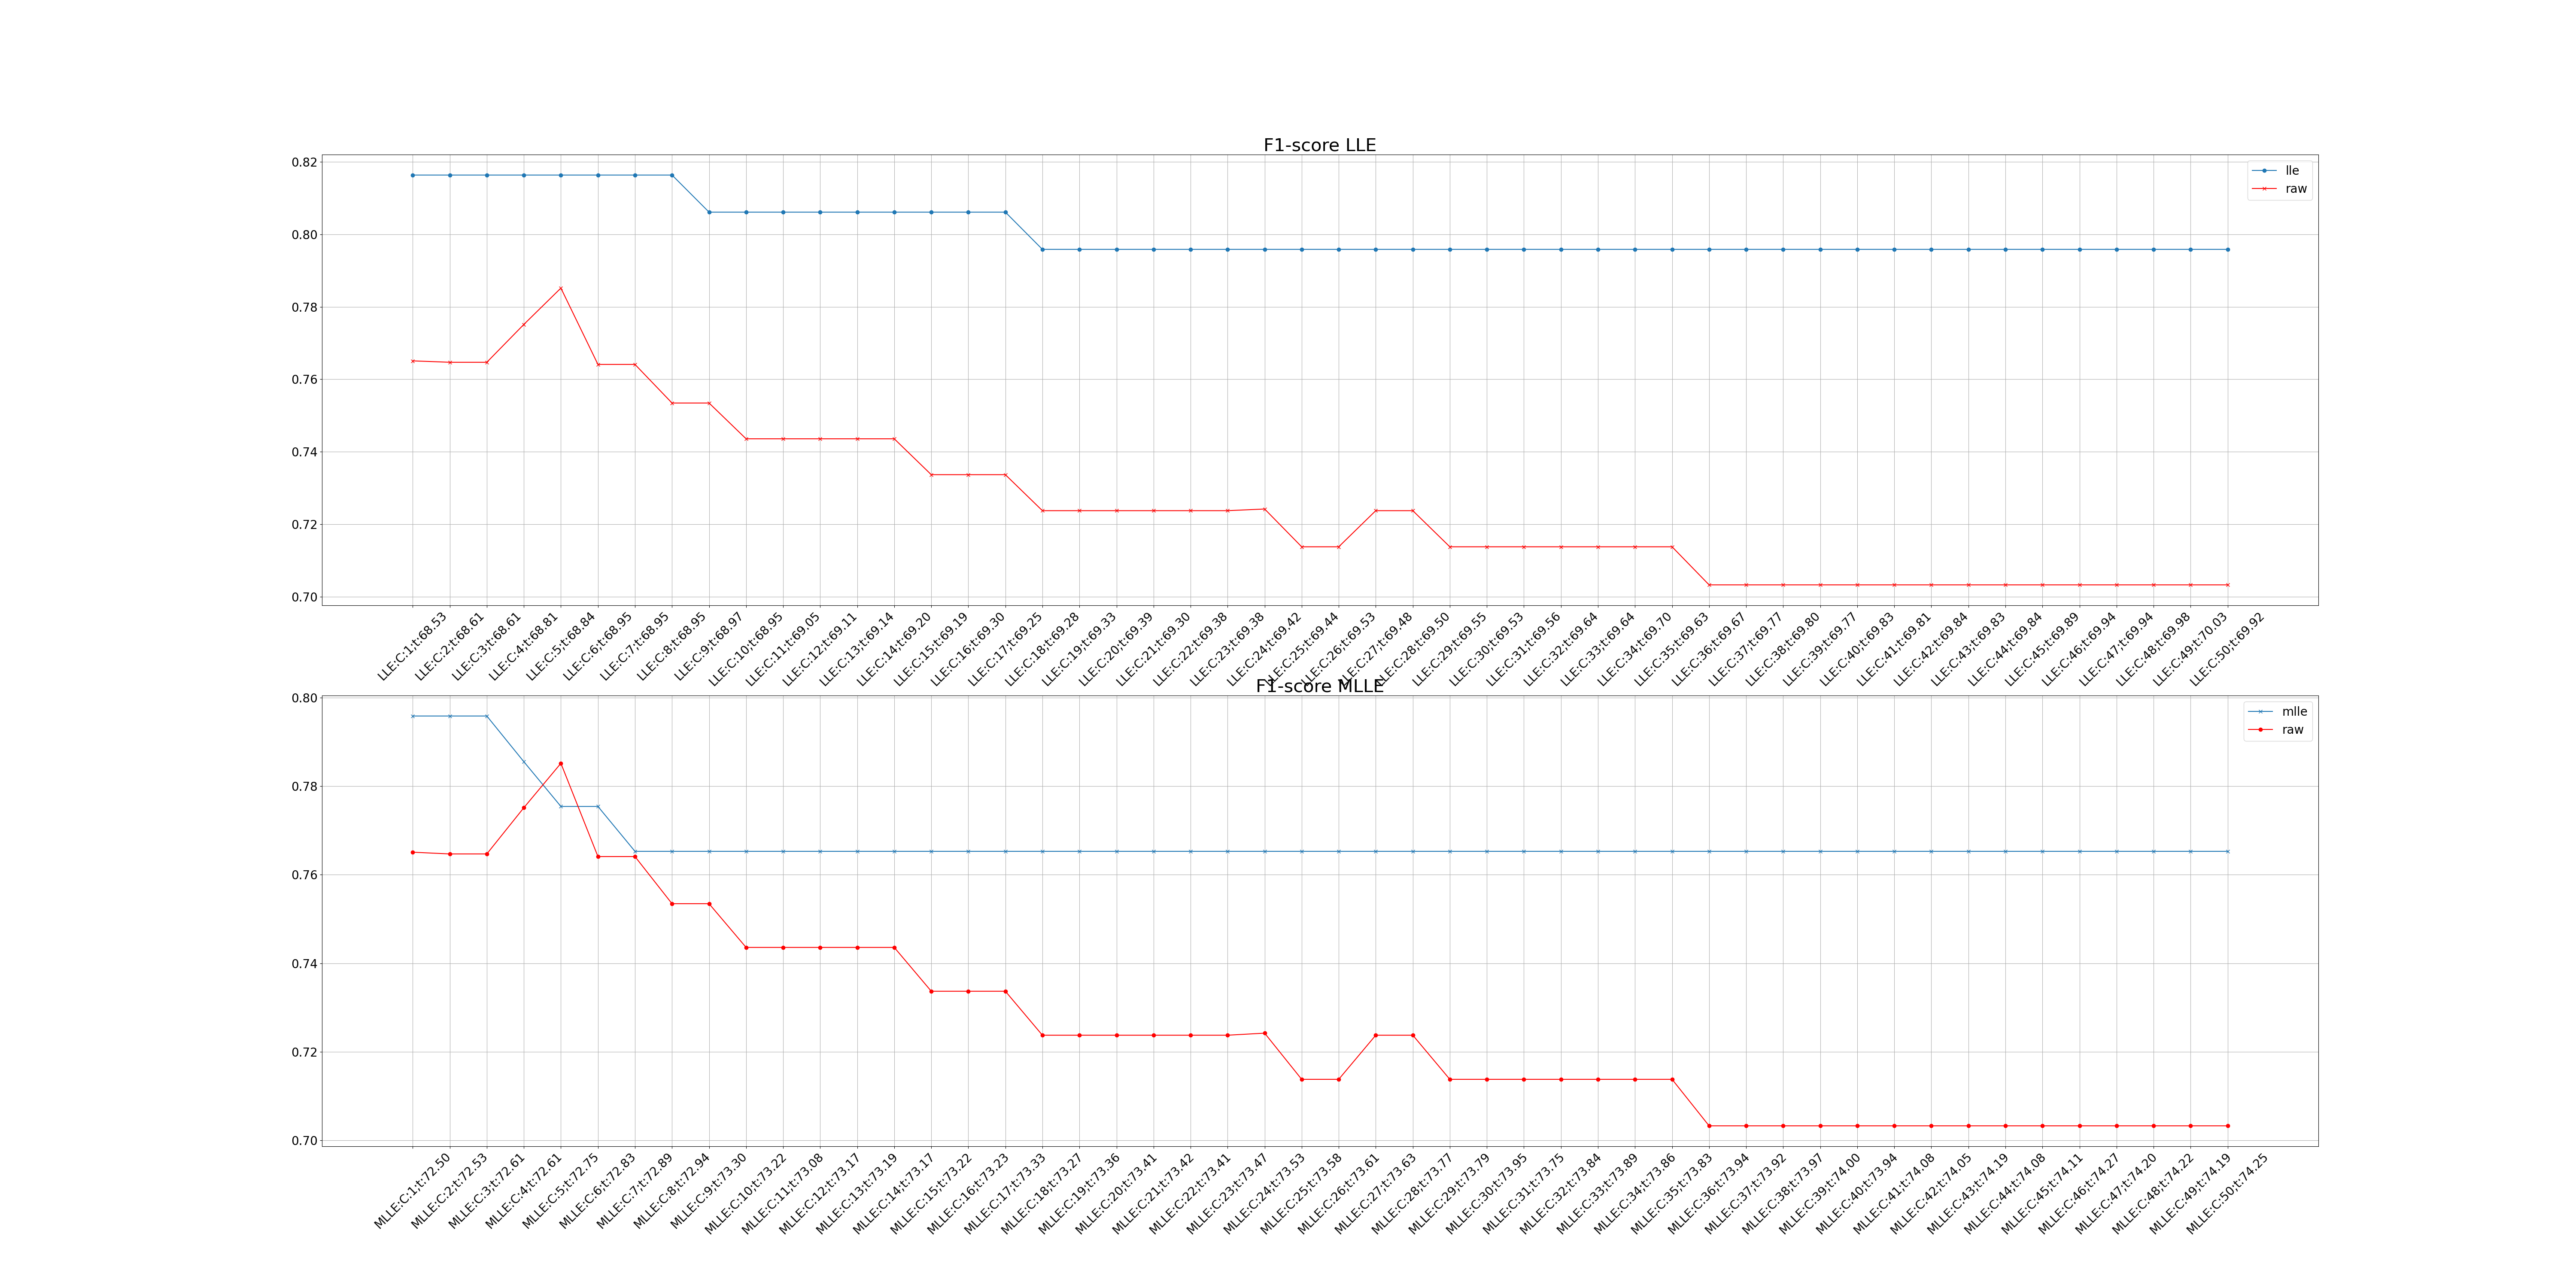 F1-score LLE
0.82
0.80
0.78
0.76
0.74
0.72
0.70
lle
raw
LLE:C:1;t:68.53
LLE:C:2;t:68.61
LLE:C:3;t:68.61
LLE:C:4;t:68.81
LLE:C:5;t:68.84
LLE:C:6;t:68.95
LLE:C:7;t:68.95
LLE:C:8;t:68.95
LLE:C:9;t:68.97
LLE:C:10;t:68.95
LLE:C:11;t:69.05
LLE:C:12;t:69.11
LLE:C:13;t:69.14
LLE:C:14;t:69.20
LLE:C:15;t:69.19
LLE:C:16;t:69.30
LLE:C:17;t:69.25
LLE:C:18;t:69.28
LLE:C:19;t:69.33
LLE:C:20;t:69.39
LLE:C:21;t:69.30
LLE:C:22;t:69.38
LLE:C:23;t:69.38
LLE:C:24;t:69.42
LLE:C:25;t:69.44
LLE:C:26;t:69.53
LLE:C:27;t:69.48
LLE:C:28;t:69.50
LLE:C:29;t:69.55
LLE:C:30;t:69.53
LLE:C:31;t:69.56
LLE:C:32;t:69.64
LLE:C:33;t:69.64
LLE:C:34;t:69.70
LLE:C:35;t:69.63
LLE:C:36;t:69.67
LLE:C:37;t:69.77
LLE:C:38;t:69.80
LLE:C:39;t:69.77
LLE:C:40;t:69.83
LLE:C:41;t:69.81
LLE:C:42;t:69.84
LLE:C:43;t:69.83
LLE:C:44;t:69.84
LLE:C:45;t:69.89
LLE:C:46;t:69.94
LLE:C:47;t:69.94
LLE:C:48;t:69.98
LLE:C:49;t:70.03
LLE:C:50;t:69.92
F1-score MLLE
0.80
0.78
0.76
0.74
0.72
0.70
mlle
raw
MLLE:C:1;t:72.50
MLLE:C:2;t:72.53
MLLE:C:3;t:72.61
MLLE:C:4;t:72.61
MLLE:C:5;t:72.75
MLLE:C:6;t:72.83
MLLE:C:7;t:72.89
MLLE:C:8;t:72.94
MLLE:C:9;t:73.30
MLLE:C:10;t:73.22
MLLE:C:11;t:73.08
MLLE:C:12;t:73.17
MLLE:C:13;t:73.19
MLLE:C:14;t:73.17
MLLE:C:15;t:73.22
MLLE:C:16;t:73.23
MLLE:C:17;t:73.33
MLLE:C:18;t:73.27
MLLE:C:19;t:73.36
MLLE:C:20;t:73.41
MLLE:C:21;t:73.42
MLLE:C:22;t:73.41
MLLE:C:23;t:73.47
MLLE:C:24;t:73.53
MLLE:C:25;t:73.58
MLLE:C:26;t:73.61
MLLE:C:27;t:73.63
MLLE:C:28;t:73.77
MLLE:C:29;t:73.79
MLLE:C:30;t:73.95
MLLE:C:31;t:73.75
MLLE:C:32;t:73.84
MLLE:C:33;t:73.89
MLLE:C:34;t:73.86
MLLE:C:35;t:73.83
MLLE:C:36;t:73.94
MLLE:C:37;t:73.92
MLLE:C:38;t:73.97
MLLE:C:39;t:74.00
MLLE:C:40;t:73.94
MLLE:C:41;t:74.08
MLLE:C:42;t:74.05
MLLE:C:43;t:74.19
MLLE:C:44;t:74.08
MLLE:C:45;t:74.11
MLLE:C:46;t:74.27
MLLE:C:47;t:74.20
MLLE:C:48;t:74.22
MLLE:C:49;t:74.19
MLLE:C:50;t:74.25